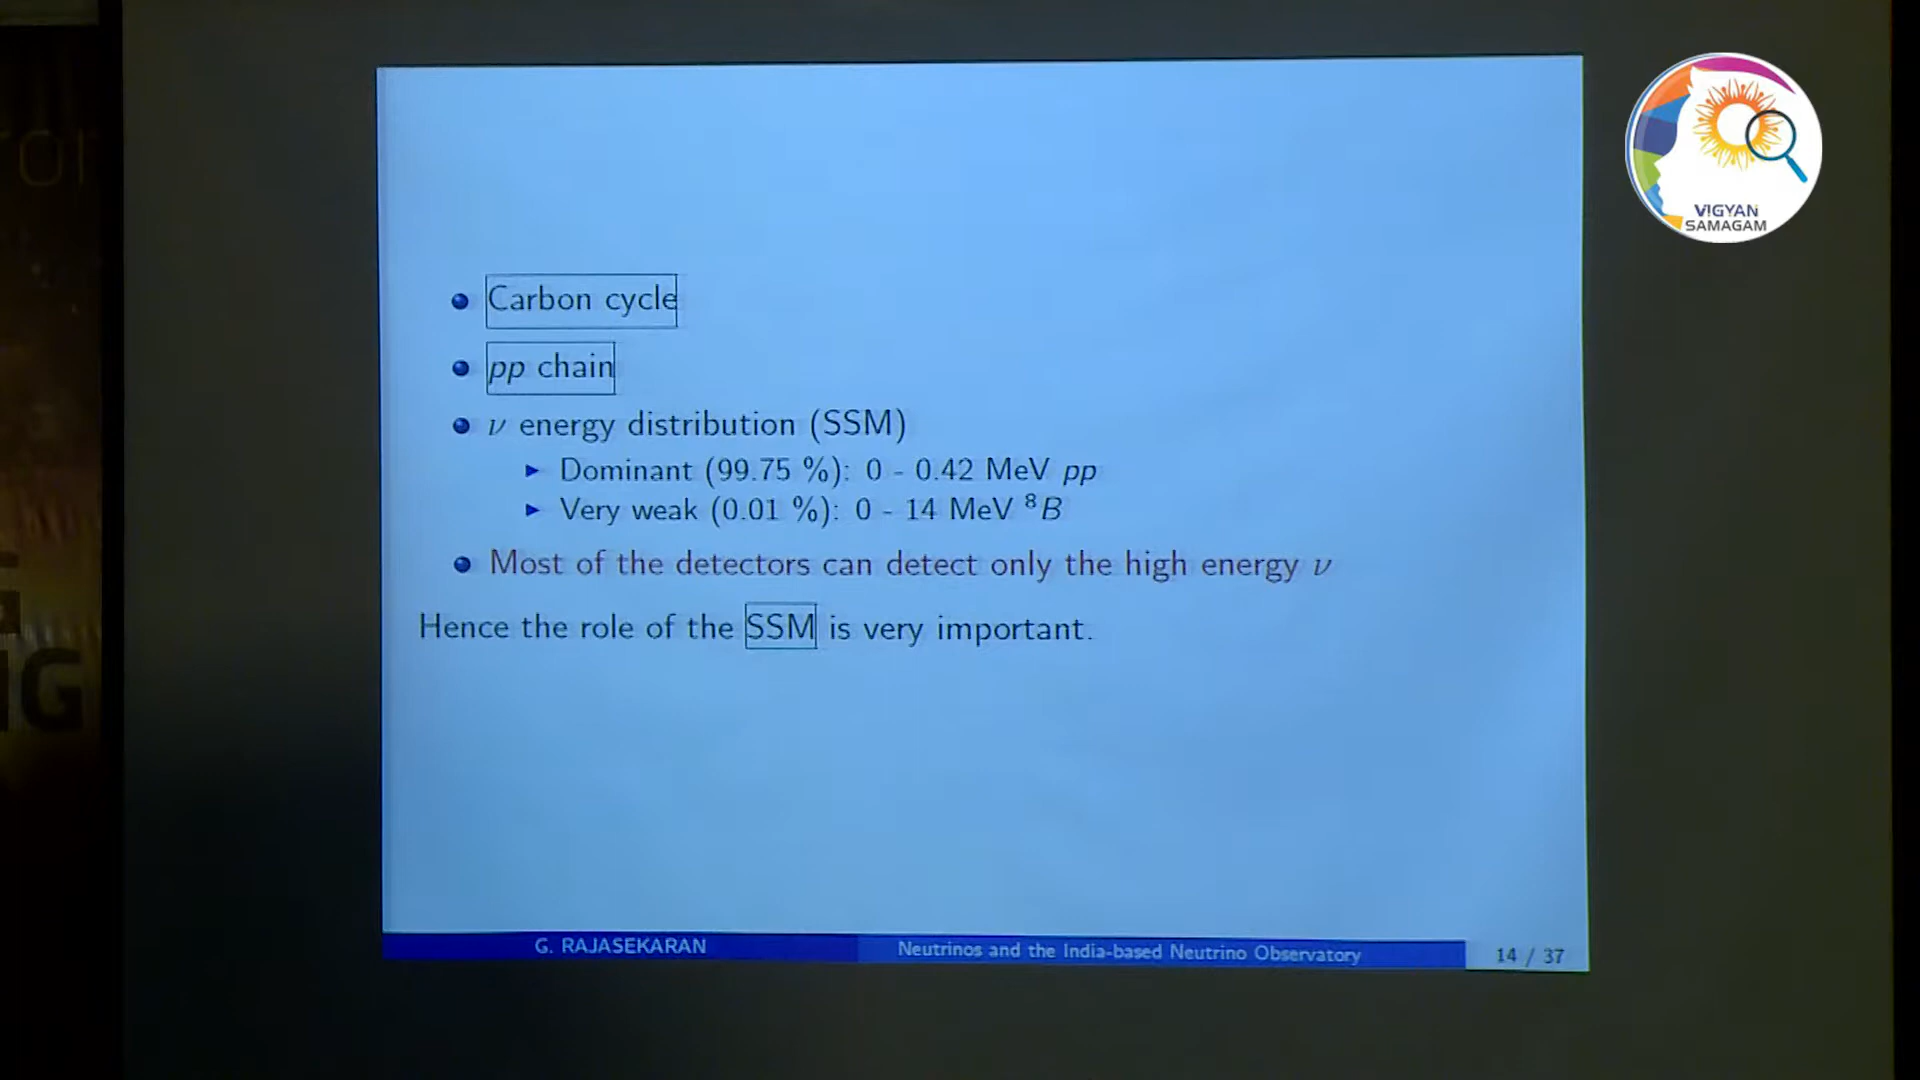 VIGYAN
SAMAGAM
Carbon cycle
pp chain
ν energy distribution (SSM)
Dominant (99.75 %): 0 - 0.42 MeV pp
Very weak (0.01 %): 0 - 14 MeV ⁸B
Most of the detectors can detect only the high energy ν
Hence the role of the SSM is very important.
G. RAJASEKARAN
Neutrinos and the India-based Neutrino Observatory
14 / 37